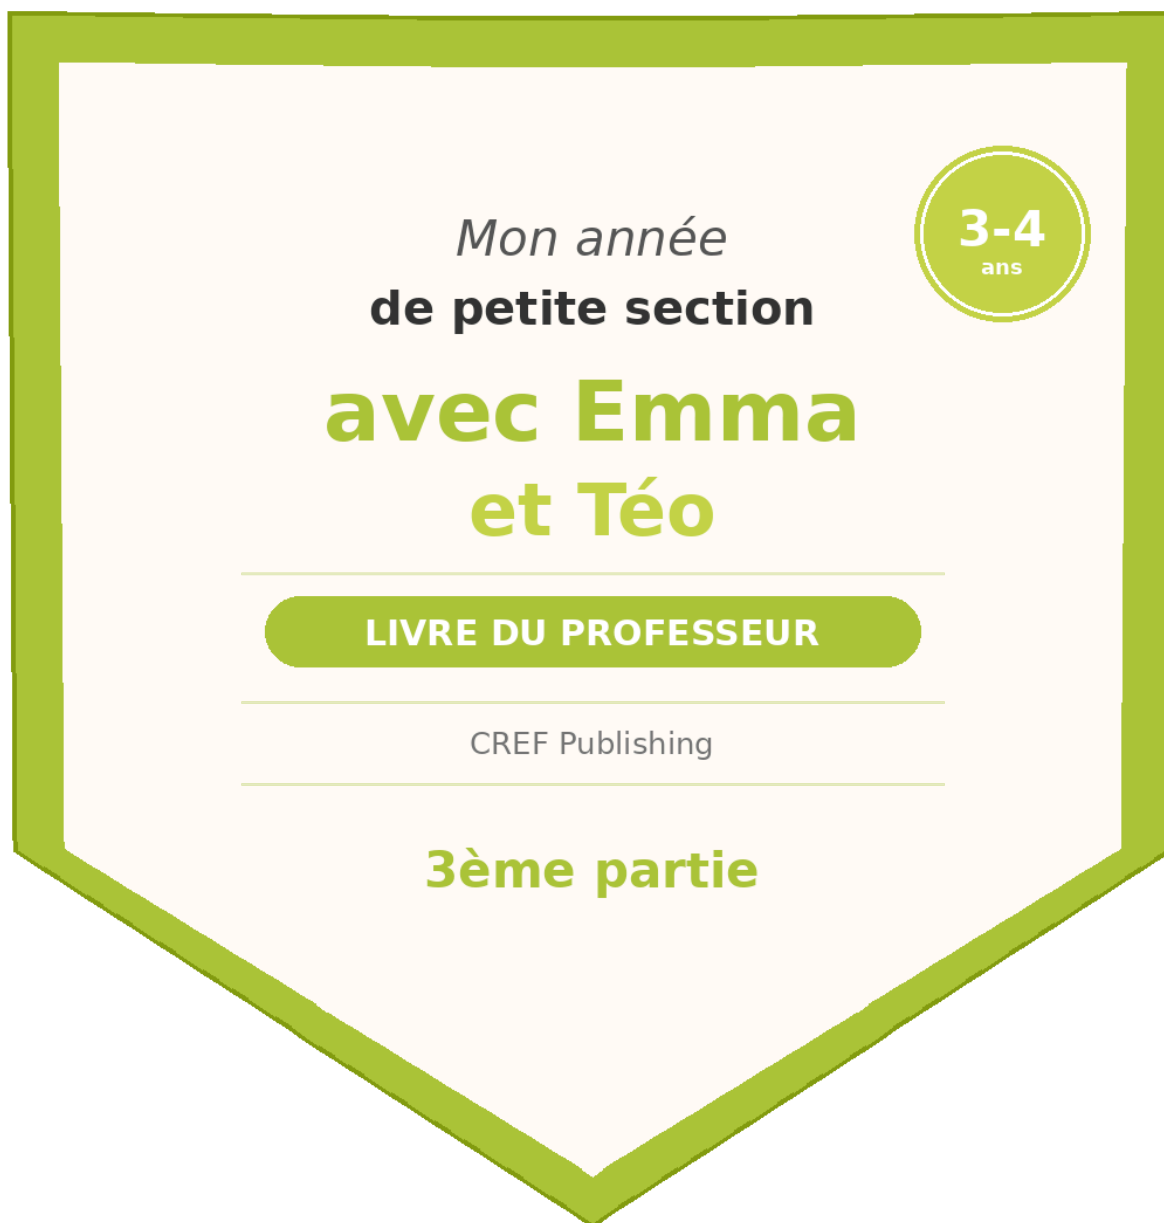 Mon année
de petite section
3-4
ans
avec Emma
et Téo
LIVRE DU PROFESSEUR
CREF Publishing
3ème partie